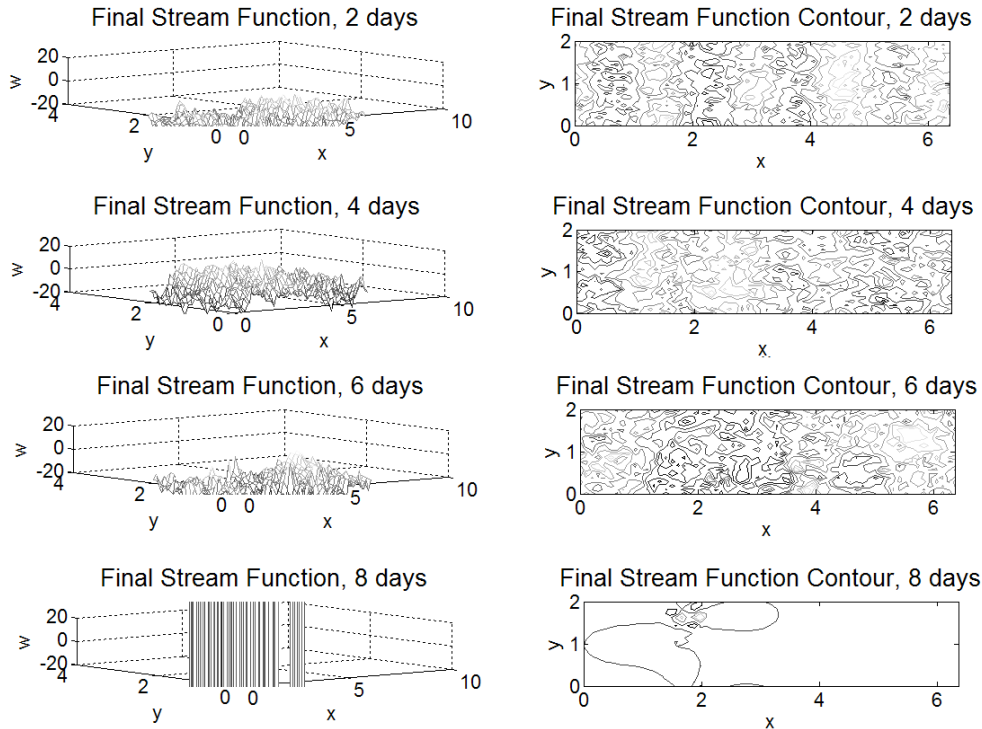 Final Stream Function, 2 days
Final Stream Function Contour, 2 days
20
0
-20
w
4
2
0
y
0
5
10
x
2
1
0
y
0
2
4
6
x
Final Stream Function, 4 days
Final Stream Function Contour, 4 days
20
0
-20
w
4
2
0
y
0
5
10
x
2
1
0
y
0
2
4
6
x
Final Stream Function, 6 days
Final Stream Function Contour, 6 days
20
0
-20
w
4
2
0
y
0
5
10
x
2
1
0
y
0
2
4
6
x
Final Stream Function, 8 days
Final Stream Function Contour, 8 days
20
0
-20
w
4
2
0
y
0
5
10
x
2
1
0
y
0
2
4
6
x